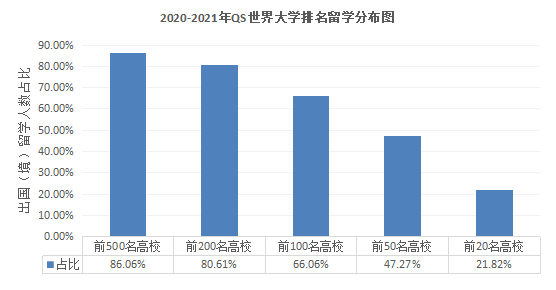 2020-2021年QS世界大学排名留学分布图
出国（境）留学人数占比
90.00%
80.00%
70.00%
60.00%
50.00%
40.00%
30.00%
20.00%
10.00%
0.00%
前500名高校 前200名高校 前100名高校 前50名高校 前20名高校
占比 86.06% 80.61% 66.06% 47.27% 21.82%